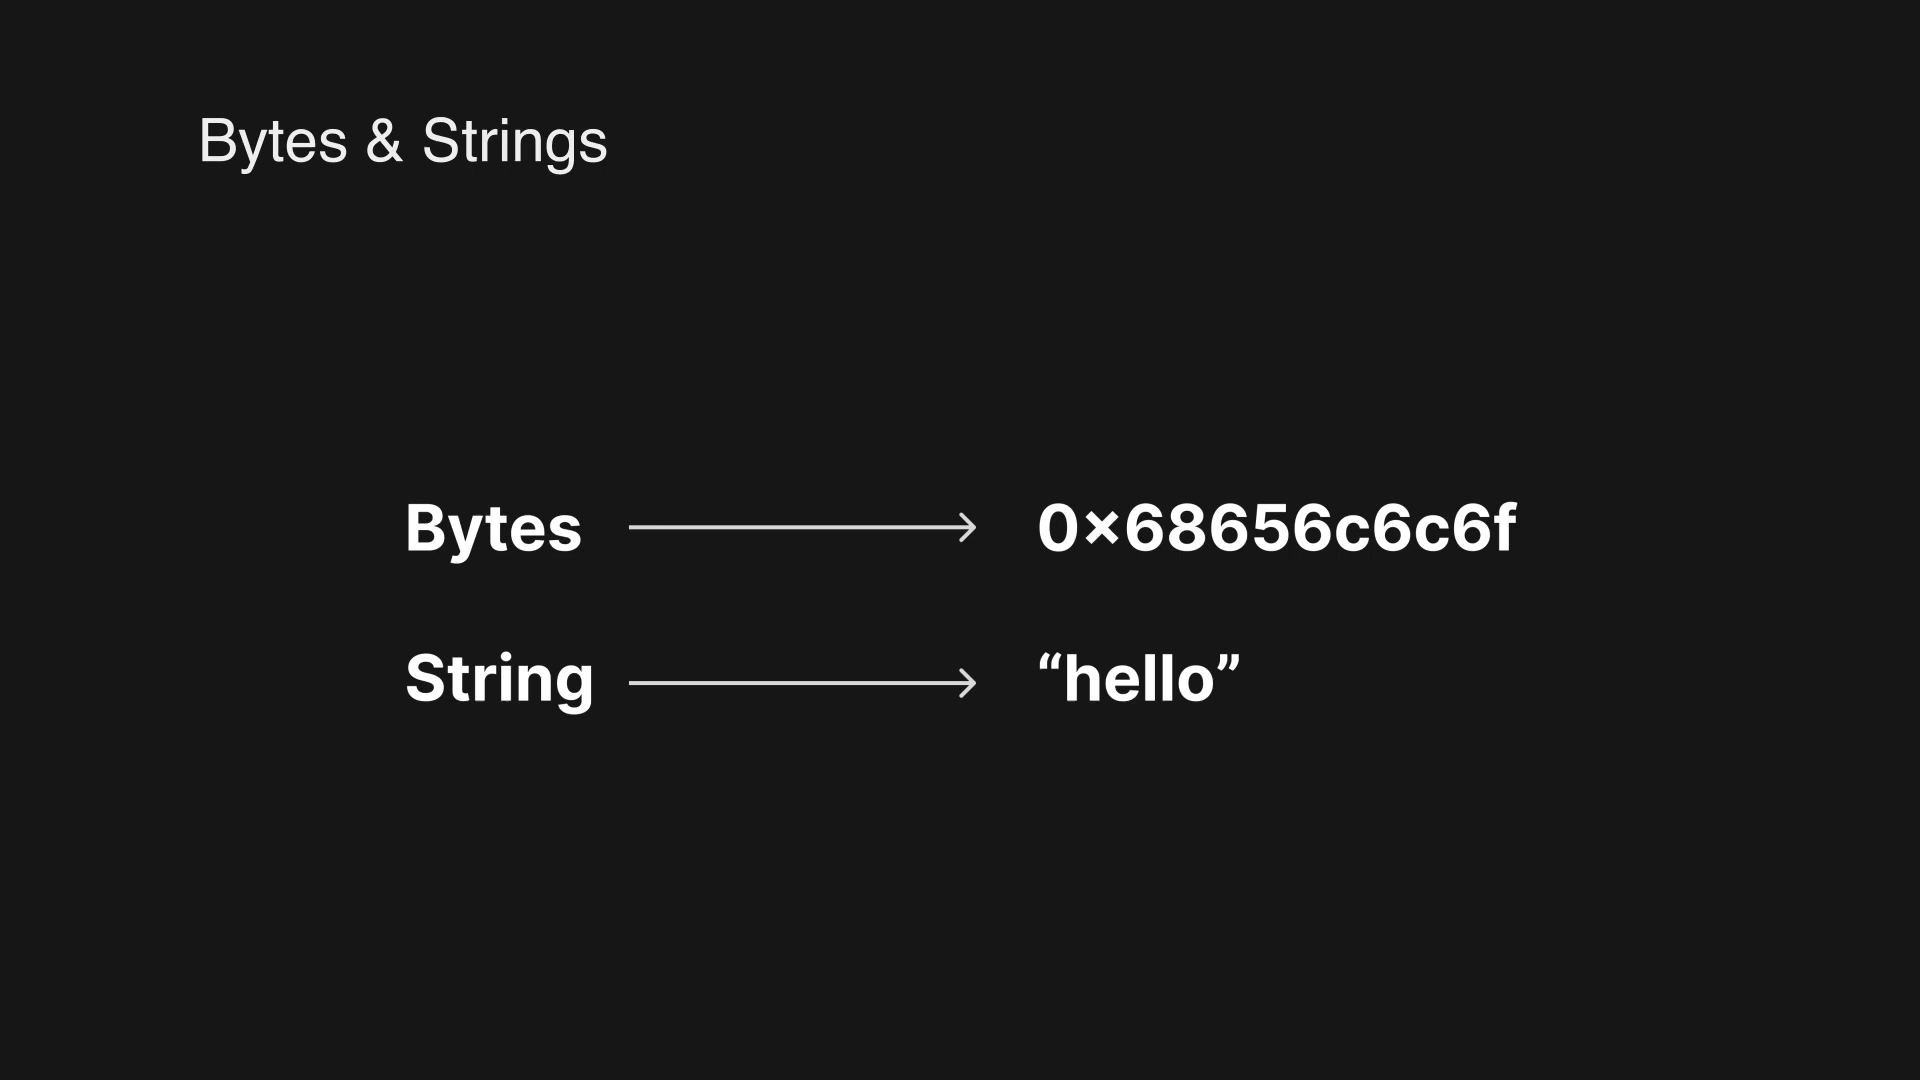 Bytes & Strings
Bytes → 0×68656c6c6f
String → “hello”